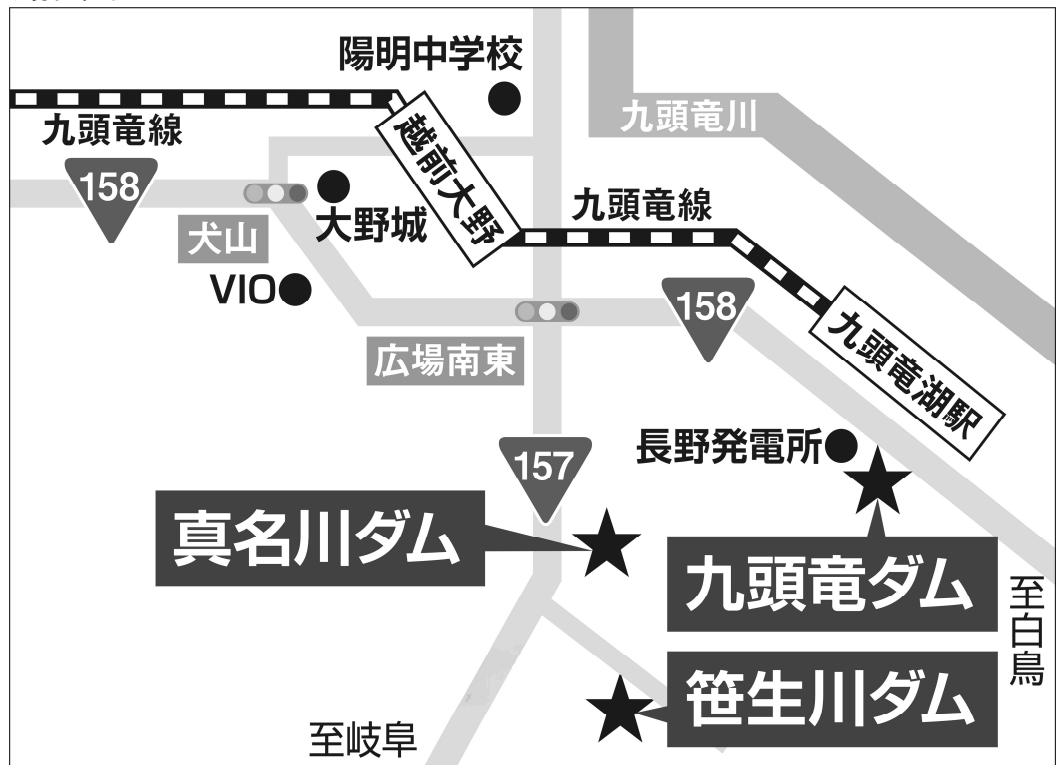 陽明中学校
九頭竜川
九頭竜線
越前大野
158
九頭竜線
犬山
大野城
VIO
158
広場南東
九頭竜湖駅
長野発電所
157
真名川ダム
九頭竜ダム
至白鳥
笹生川ダム
至岐阜